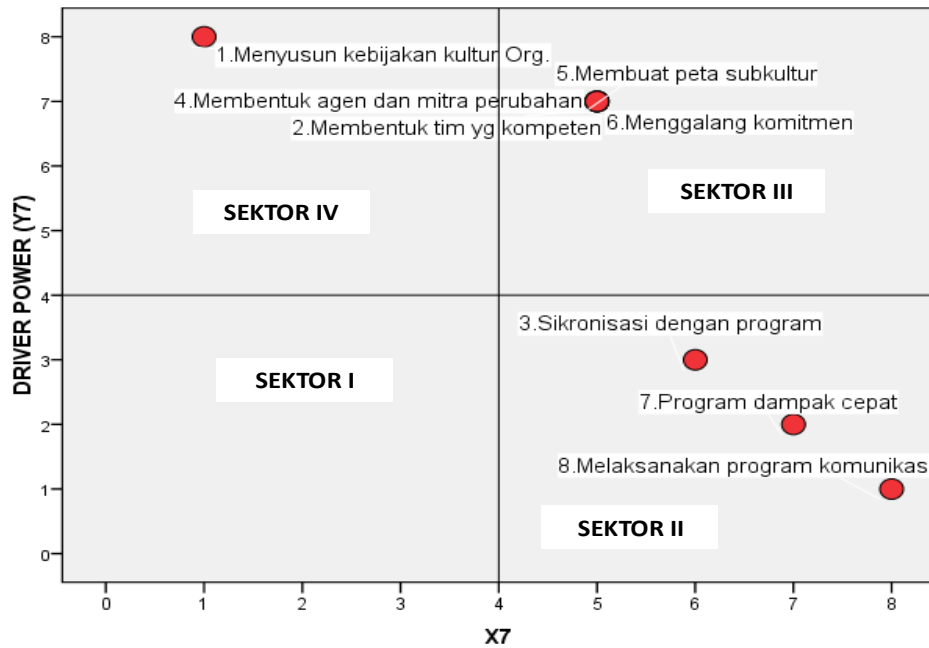 8
1.Menyusun kebijakan kultur Org.
5.Membuat peta subkultur
7
4.Membentuk agen dan mitra perubahan
2.Membentuk tim yg kompeten
6.Menggalang komitmen
6
SEKTOR IV
SEKTOR III
5
DRIVER POWER (Y7)
4
3.Sikronisasi dengan program
3
SEKTOR I
7.Program dampak cepat
2
8.Melaksanakan program komunikas
1
SEKTOR II
0
0 1 2 3 4 5 6 7 8
X7